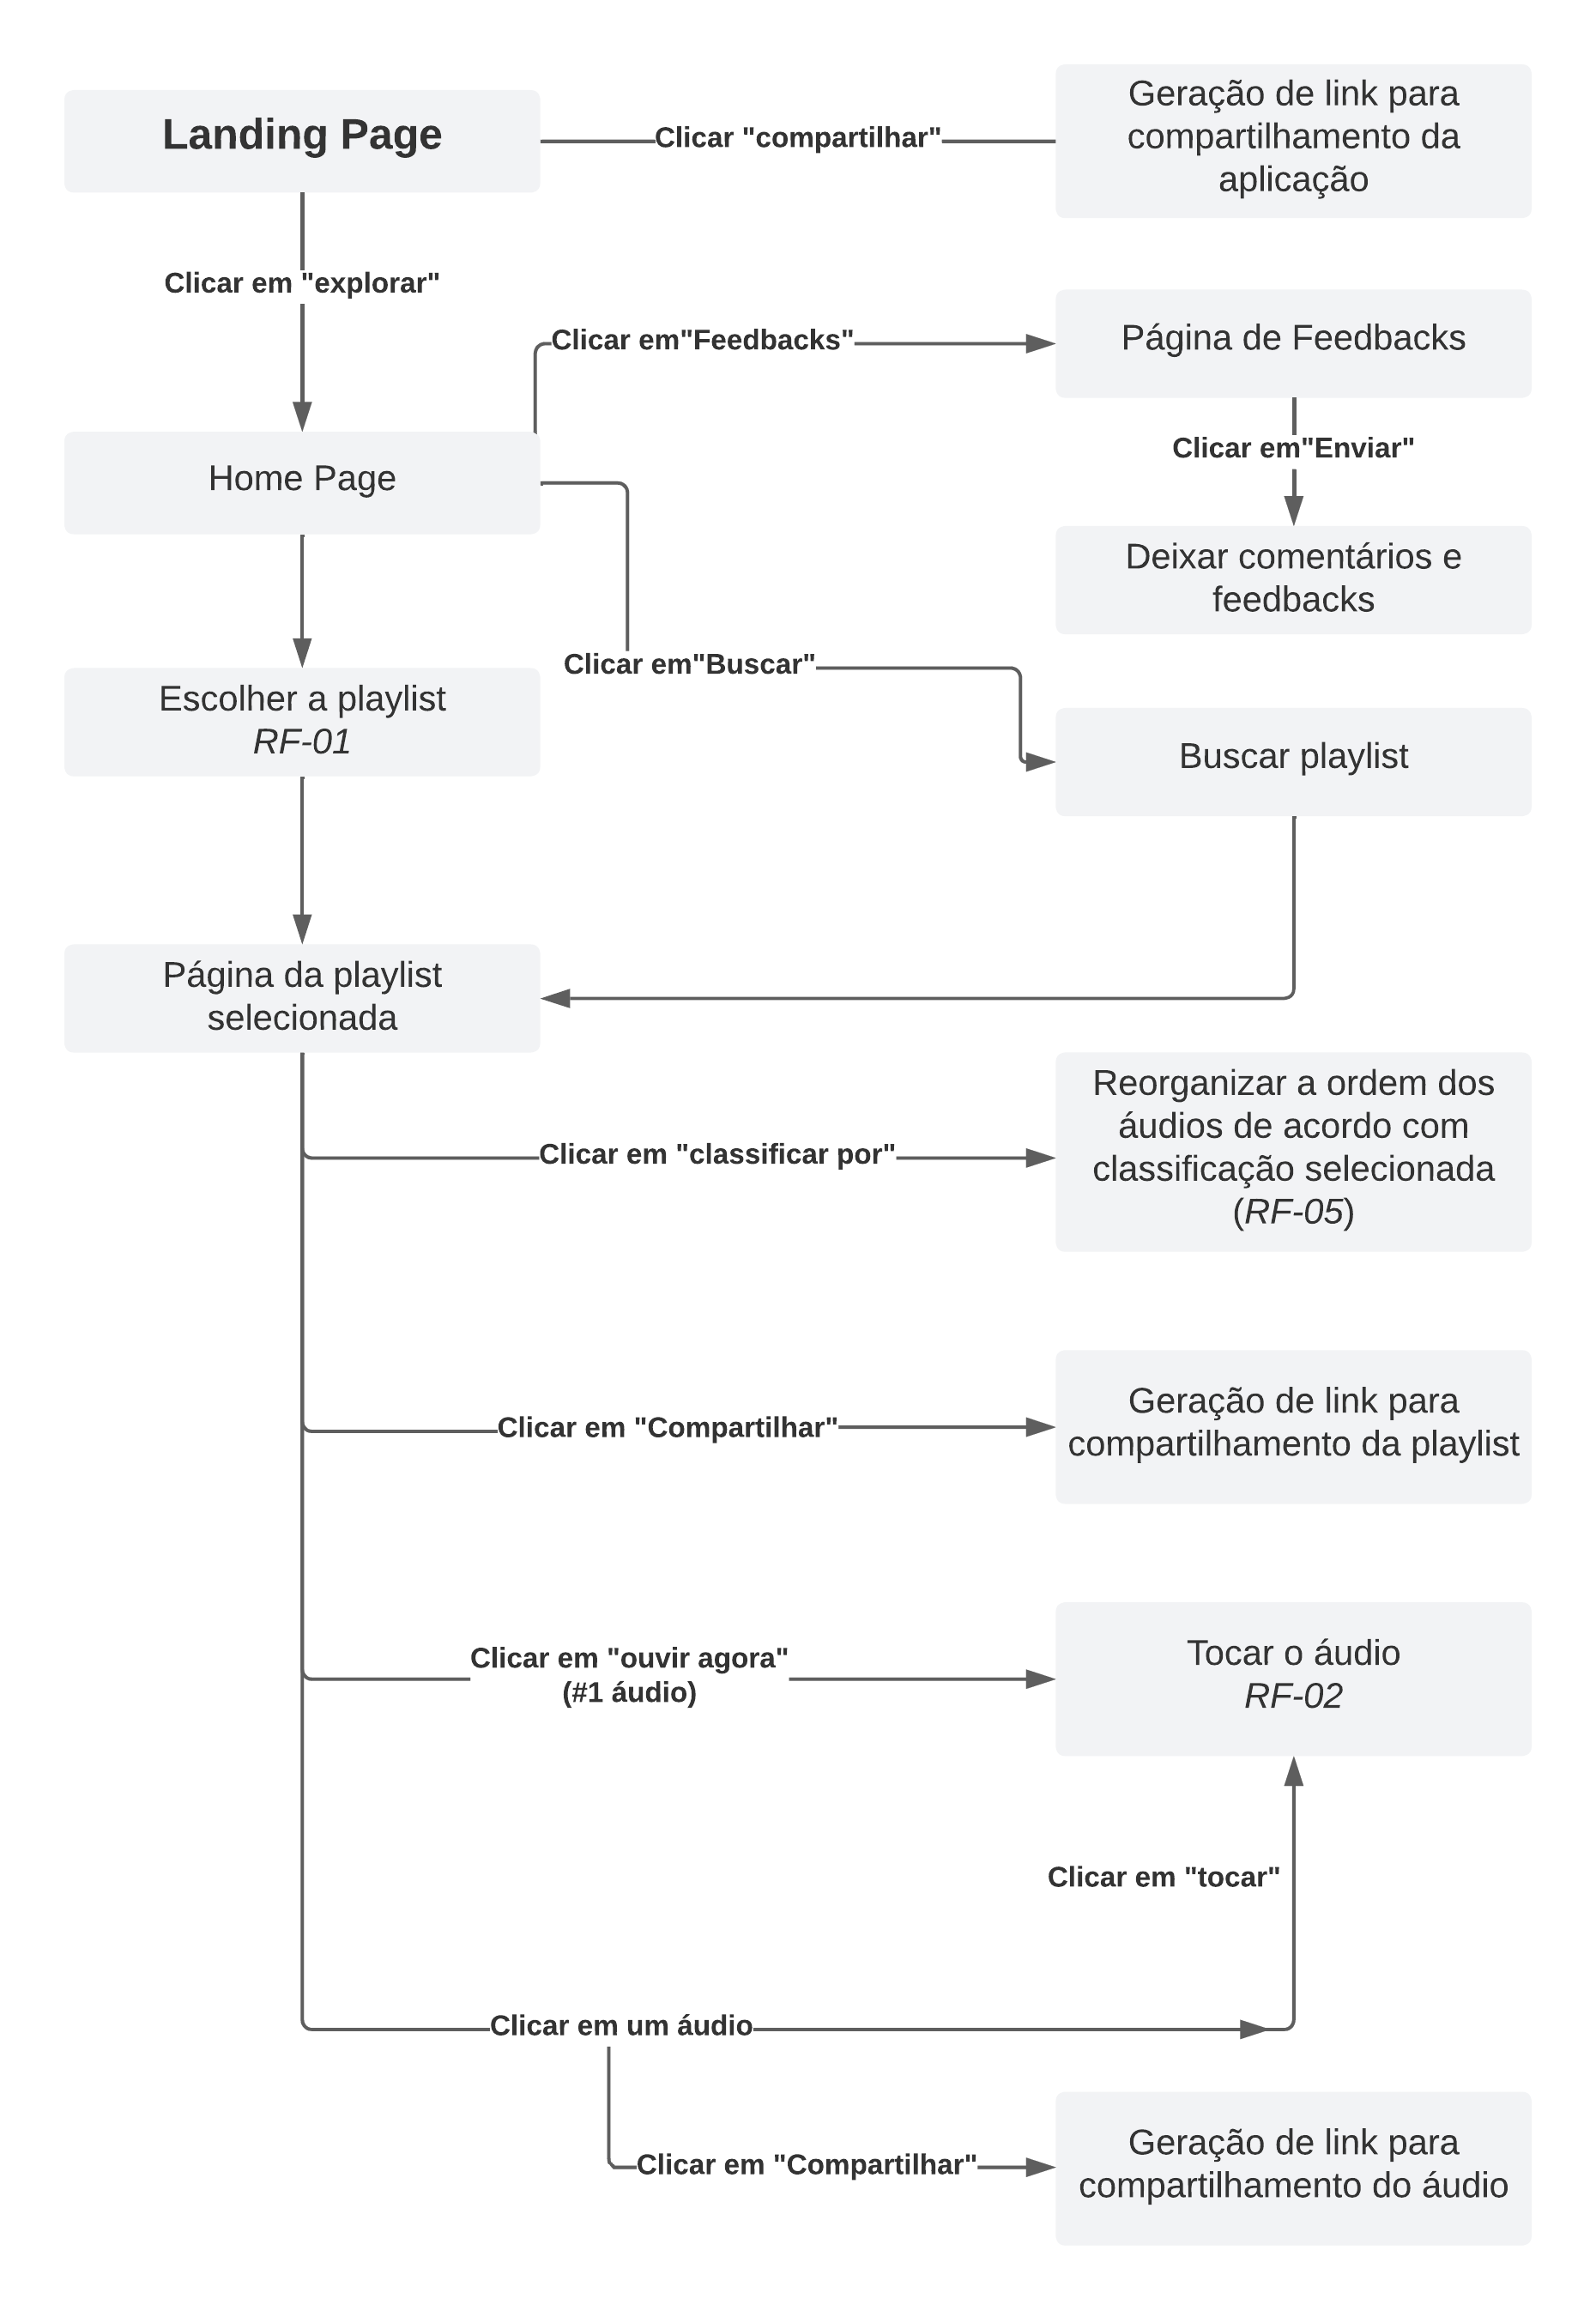 Landing Page
Clicar "compartilhar"
Geração de link para
compartilhamento da
aplicação
Clicar em "explorar"
Clicar em"Feedbacks"
Página de Feedbacks
Clicar em"Enviar"
Home Page
Deixar comentários e
feedbacks
Clicar em"Buscar"
Escolher a playlist
RF-01
Buscar playlist
Página da playlist
selecionada
Clicar em "classificar por"
Reorganizar a ordem dos
áudios de acordo com
classificação selecionada
(RF-05)
Clicar em "Compartilhar"
Geração de link para
compartilhamento da playlist
Clicar em "ouvir agora"
(#1 áudio)
Tocar o áudio
RF-02
Clicar em "tocar"
Clicar em um áudio
Clicar em "Compartilhar"
Geração de link para
compartilhamento do áudio